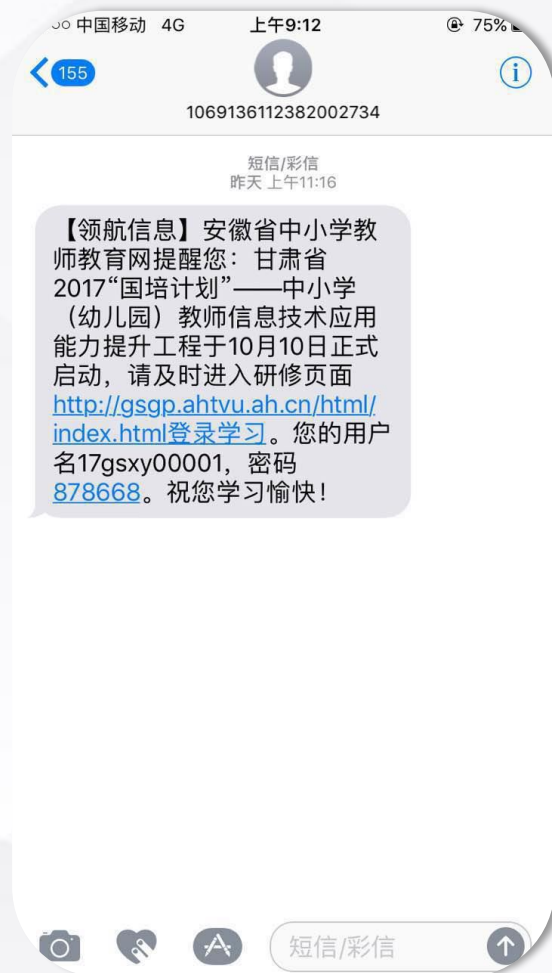 中国移动 4G 上午9:12 75%
155
1069136112382002734
短信/彩信
昨天 上午11:16
【领航信息】安徽省中小学教
师教育网提醒您：甘肃省
2017“国培计划”——中小学
（幼儿园）教师信息技术应用
能力提升工程于10月10日正式
启动，请及时进入研修页面
http://gsgp.ahtvu.ah.cn/html/
index.html登录学习。您的用户
名17gsxy00001，密码
878668。祝您学习愉快！
短信/彩信